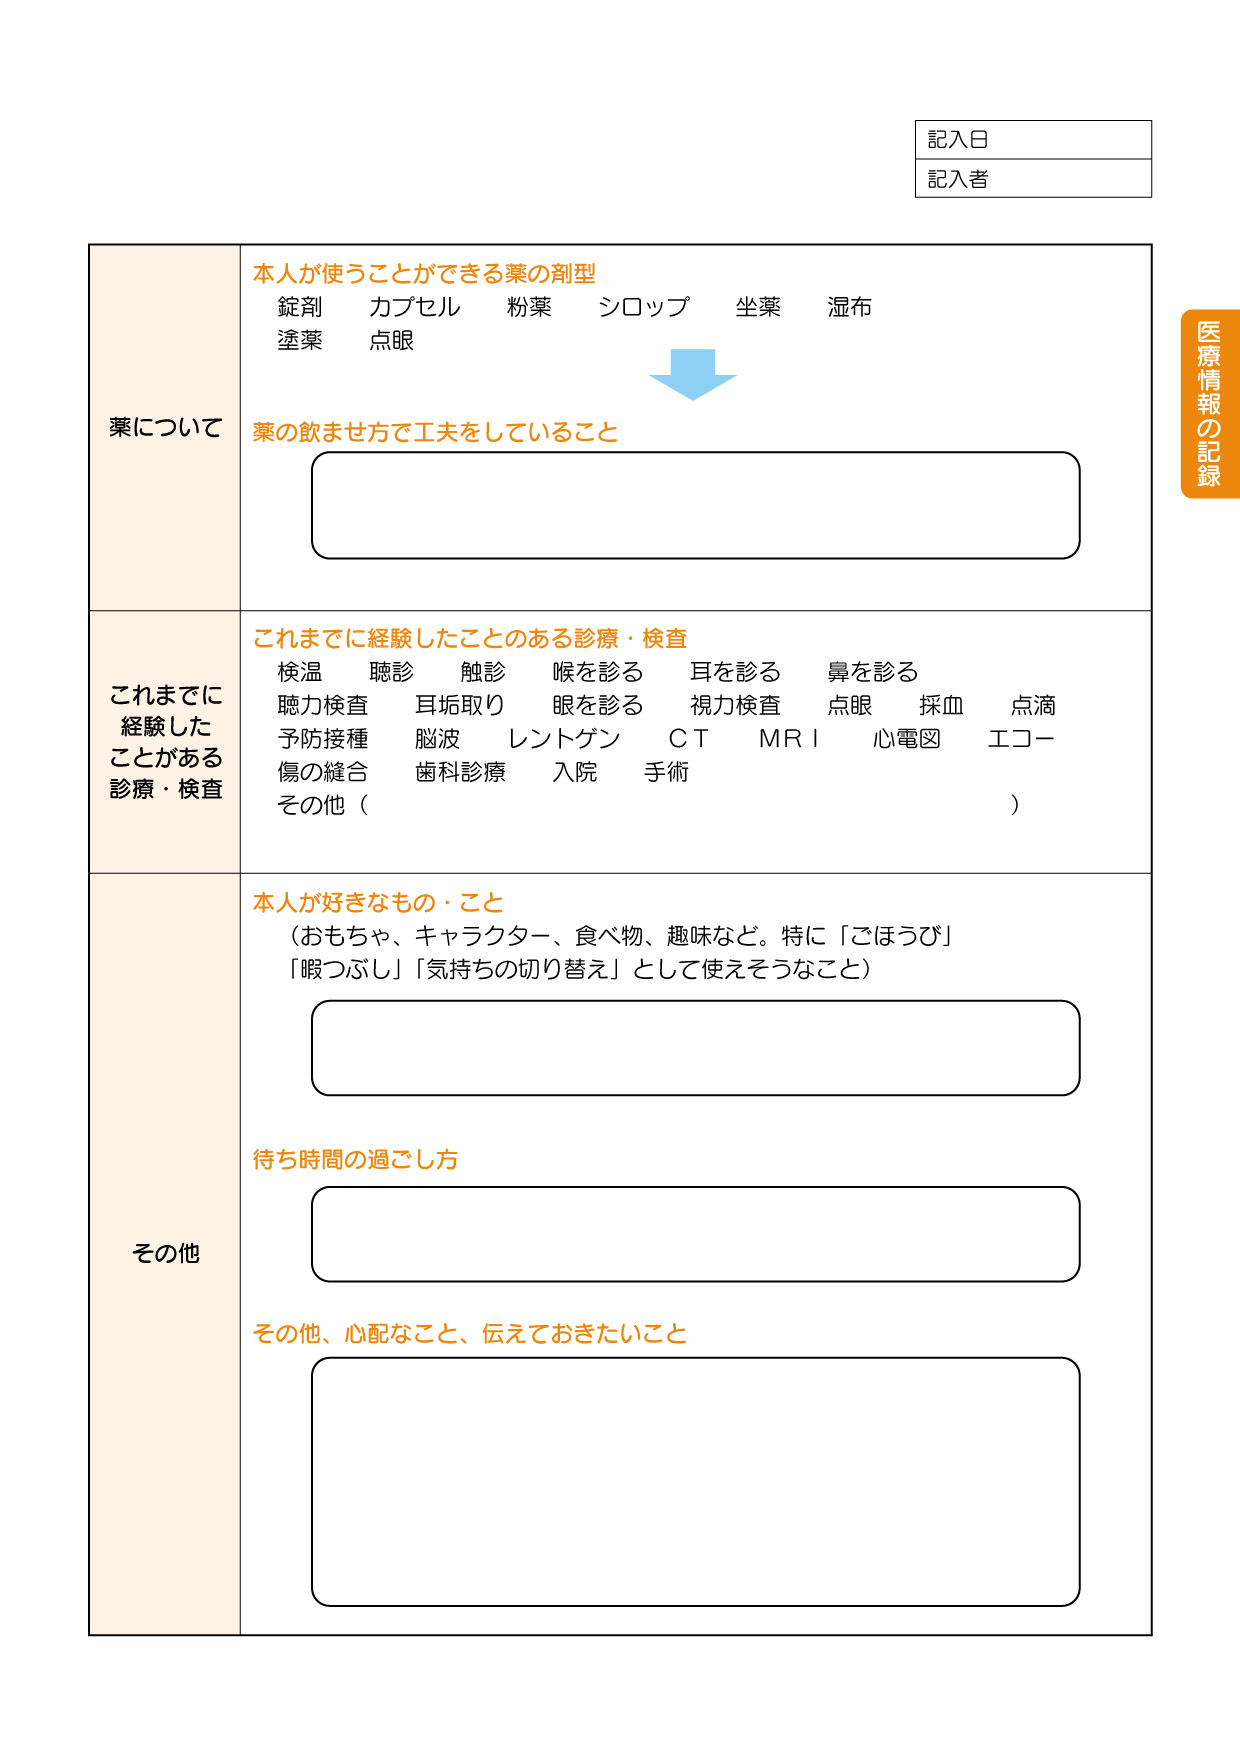 記入日
記入者
医療情報の記録
薬について
本人が使うことができる薬の剤型
錠剤　カプセル　粉薬　シロップ　坐薬　湿布
塗薬　点眼
薬の飲ませ方で工夫をしていること
これまでに
経験した
ことがある
診療・検査
これまでに経験したことのある診療・検査
検温　聴診　触診　喉を診る　耳を診る　鼻を診る
聴力検査　耳垢取り　眼を診る　視力検査　点眼　採血　点滴
予防接種　脳波　レントゲン　ＣＴ　ＭＲＩ　心電図　エコー
傷の縫合　歯科診療　入院　手術
その他（　　　　　　　　　　　　　　　　）
その他
本人が好きなもの・こと
（おもちゃ、キャラクター、食べ物、趣味など。特に「ごほうび」
「暇つぶし」「気持ちの切り替え」として使えそうなこと）
待ち時間の過ごし方
その他、心配なこと、伝えておきたいこと